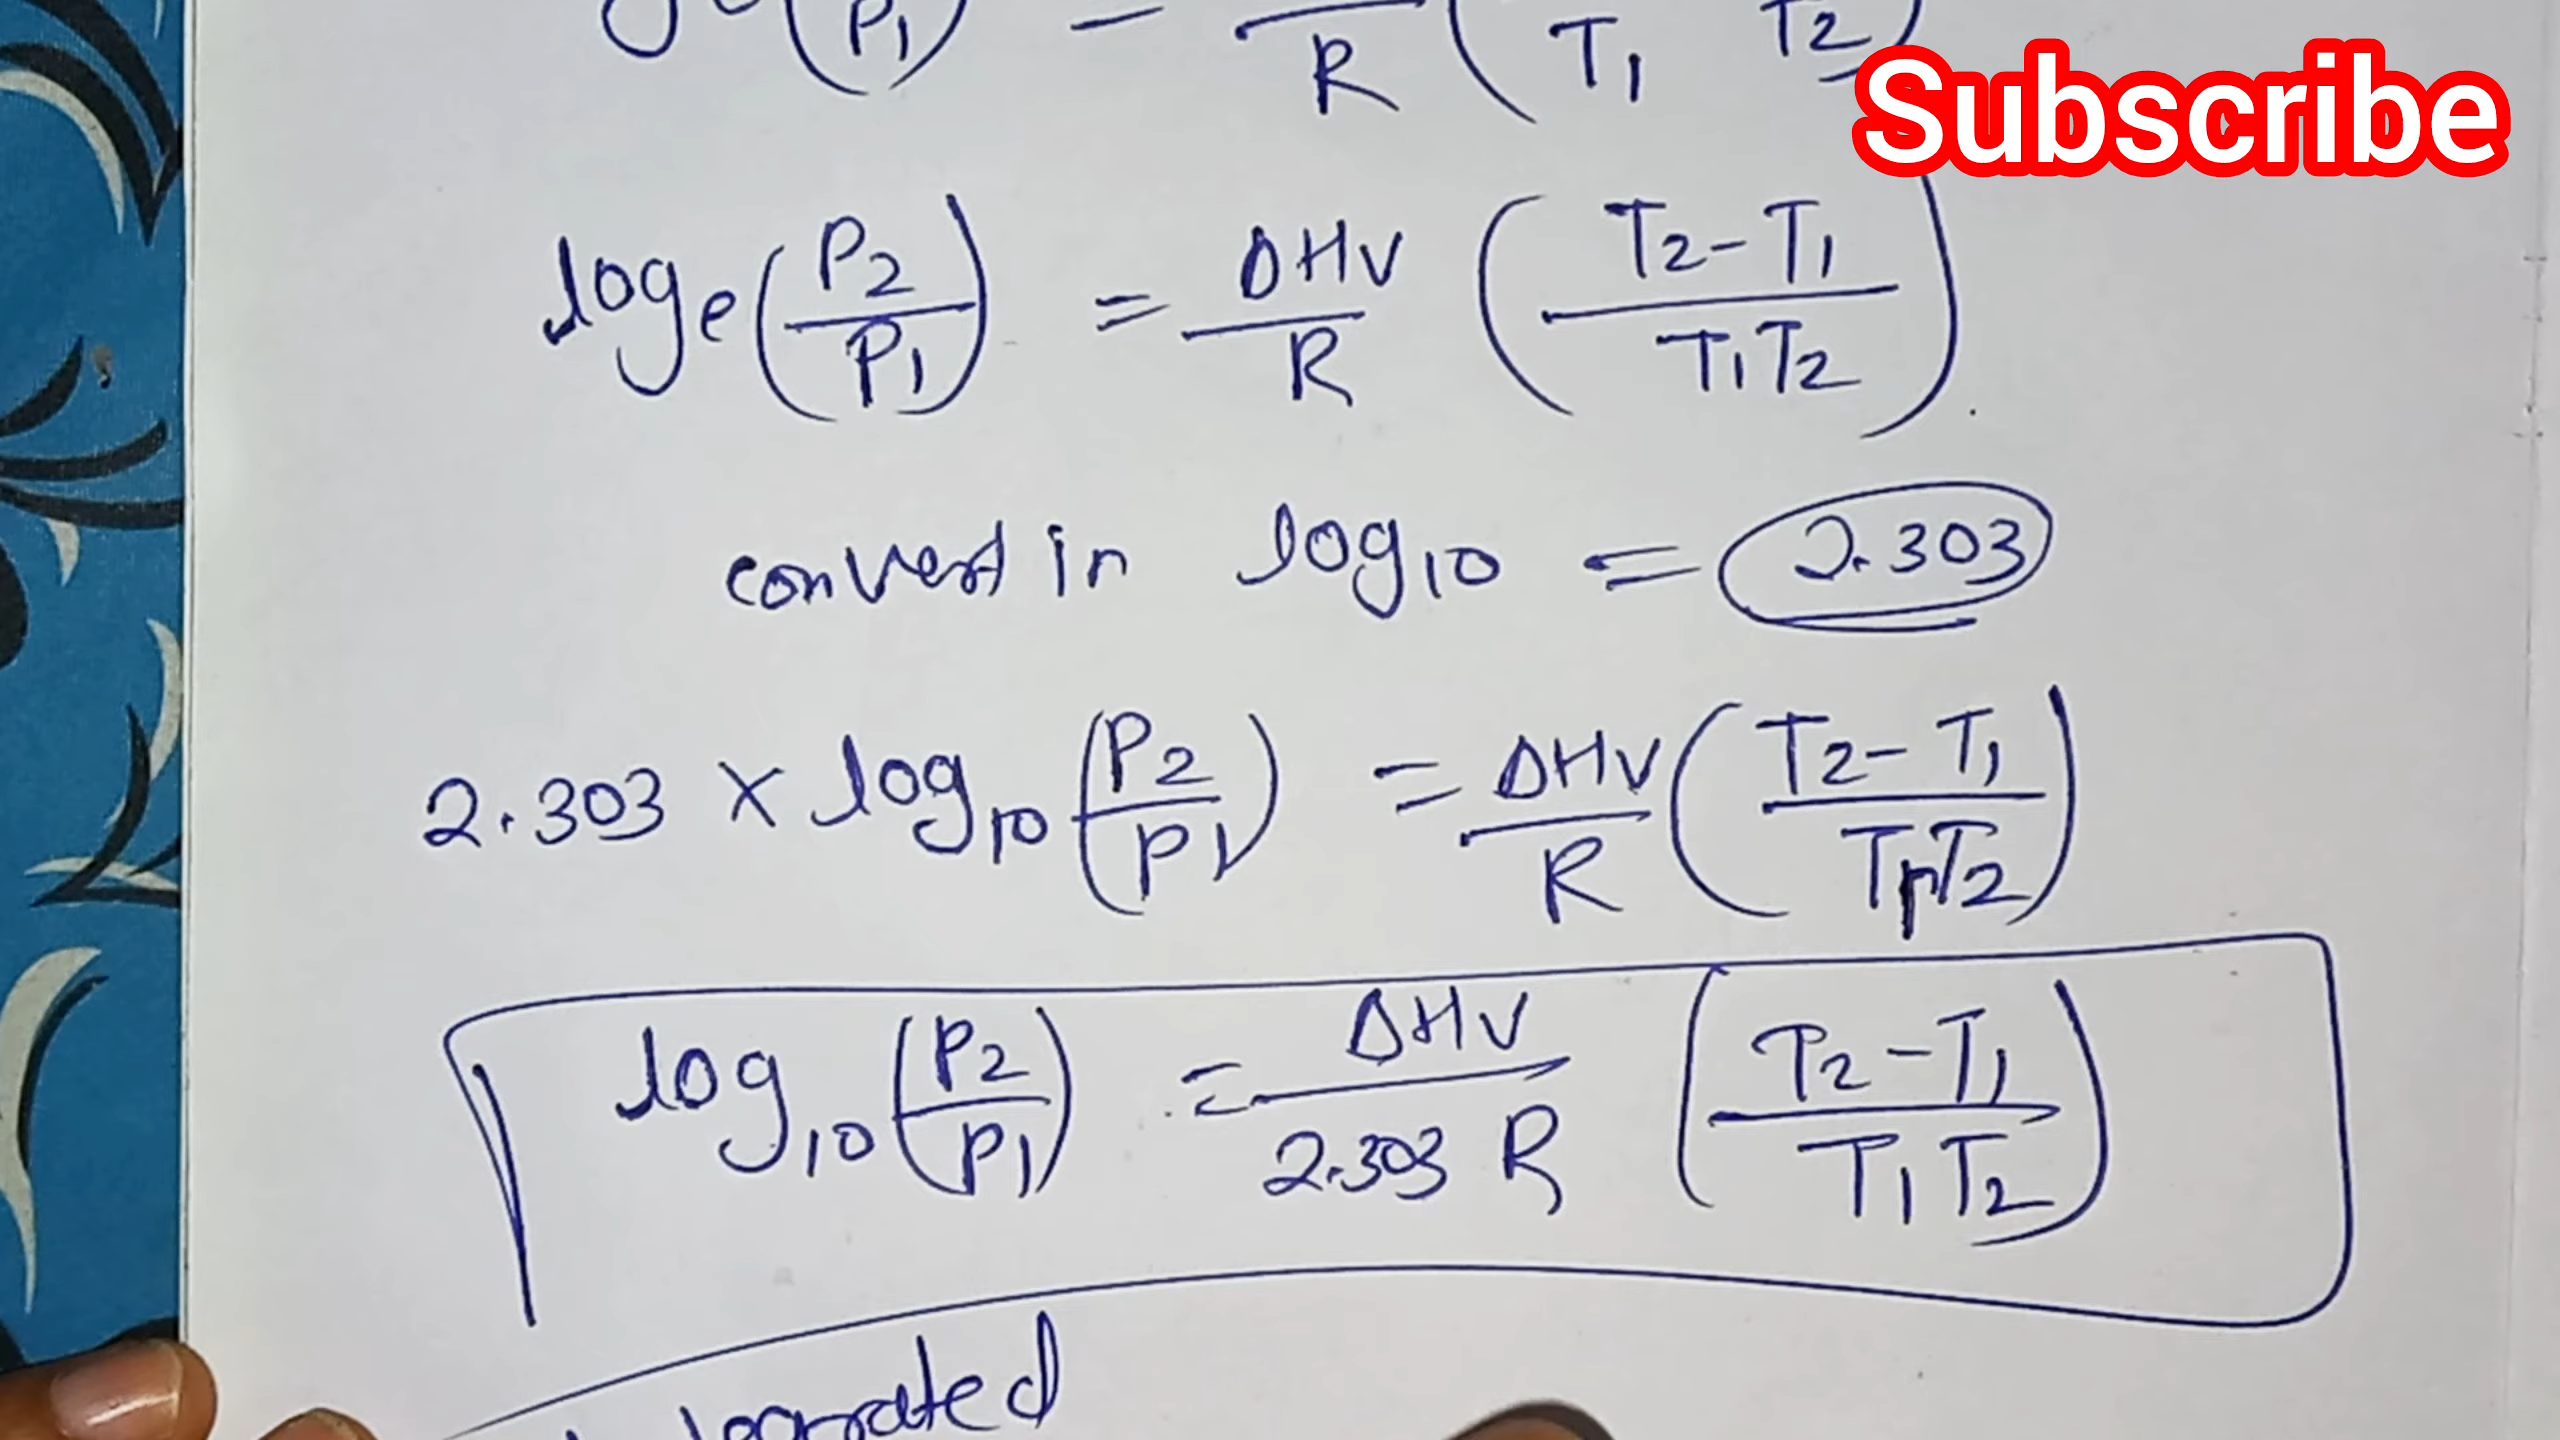 P1 = R ( T1 T2 )
Subscribe
loge (P2/P1) = ΔHV/R (T2-T1/T1T2)
convert in log10 = 2.303
2.303 × log10 (P2/P1) = ΔHV/R (T2-T1/T1T2)
log10 (P2/P1) = ΔHV/2.303 R (T2-T1/T1T2)